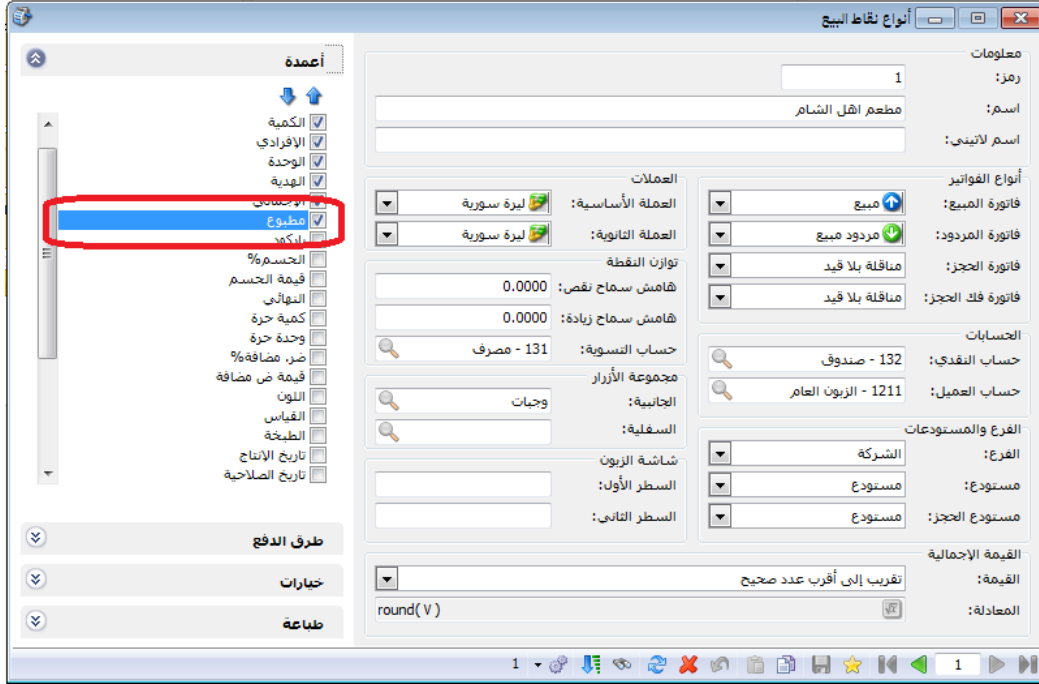 أنواع نقاط البيع
معلومات
رمز: 1
اسم: مطعم اهل الشام
اسم لاتيني:
أنواع الفواتير
فاتورة المبيع: مبيع
فاتورة المردود: مردود مبيع
فاتورة الحجز: مناقلة بلا قيد
فاتورة فك الحجز: مناقلة بلا قيد
العملات
العملة الأساسية: ليرة سورية
العملة الثانوية: ليرة سورية
توازن النقطة
هامش سماح نقص: 0.0000
هامش سماح زيادة: 0.0000
حساب التسوية: 131 - مصرف
الحسابات
حساب النقدي: 132 - صندوق
حساب العميل: 1211 - الزبون العام
مجموعة الأزرار
الجانبية: وجبات
السفلية:
الفرع والمستودعات
الفرع: الشركة
مستودع: مستودع
مستودع الحجز: مستودع
شاشة الزبون
السطر الأول:
السطر الثاني:
القيمة الإجمالية
القيمة: تقريب إلى أقرب عدد صحيح
المعادلة: round( V )
أعمدة
الكمية
الإفرادي
الوحدة
الهدية
الإجمالي
مطبوع
باركود
الحسم%
قيمة الحسم
النهائي
كمية حرة
وحدة حرة
ضر. مضافة%
قيمة ض مضافة
اللون
القياس
الطبخة
تاريخ الإنتاج
تاريخ الصلاحية
طرق الدفع
خيارات
طباعة
1
1